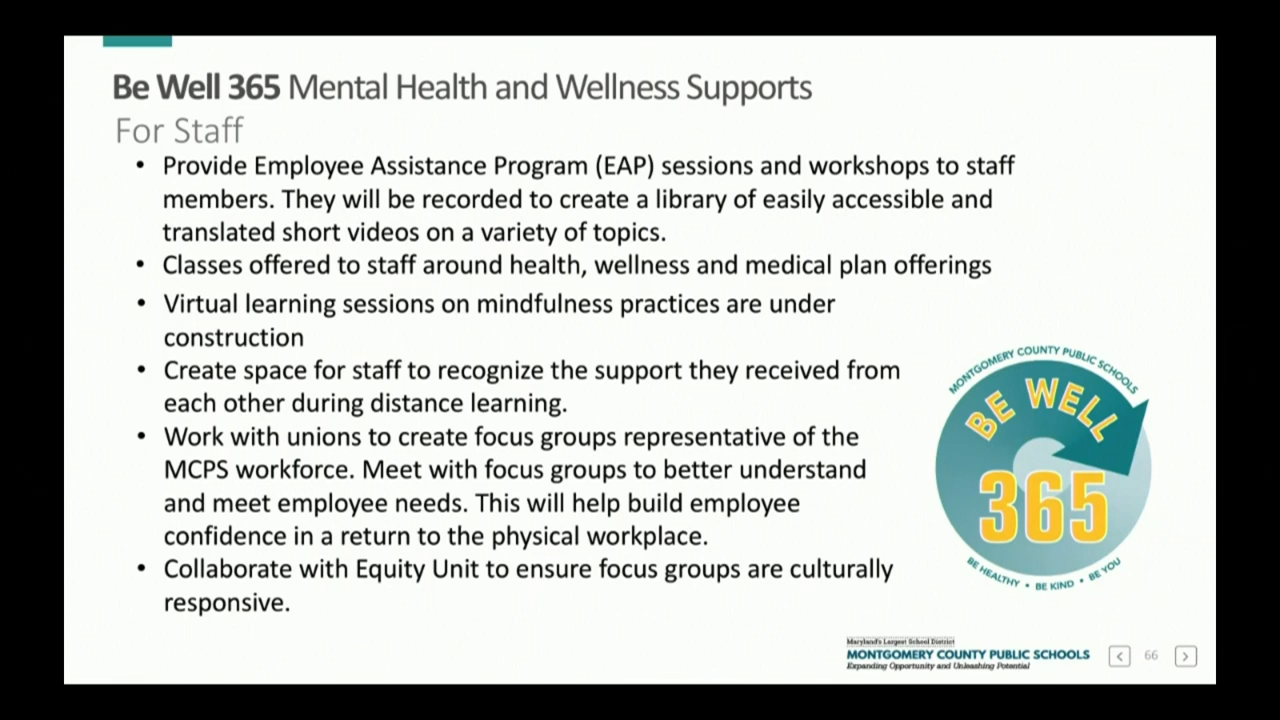 Be Well 365 Mental Health and Wellness Supports
For Staff
• Provide Employee Assistance Program (EAP) sessions and workshops to staff
members. They will be recorded to create a library of easily accessible and
translated short videos on a variety of topics.
• Classes offered to staff around health, wellness and medical plan offerings
• Virtual learning sessions on mindfulness practices are under
construction
• Create space for staff to recognize the support they received from
each other during distance learning.
• Work with unions to create focus groups representative of the
MCPS workforce. Meet with focus groups to better understand
and meet employee needs. This will help build employee
confidence in a return to the physical workplace.
• Collaborate with Equity Unit to ensure focus groups are culturally
responsive.
MONTGOMERY COUNTY PUBLIC SCHOOLS
BE WELL
365
BE HEALTHY • BE KIND • BE YOU
Maryland's Largest School District
MONTGOMERY COUNTY PUBLIC SCHOOLS
Expanding Opportunity and Unleashing Potential
< 66 >